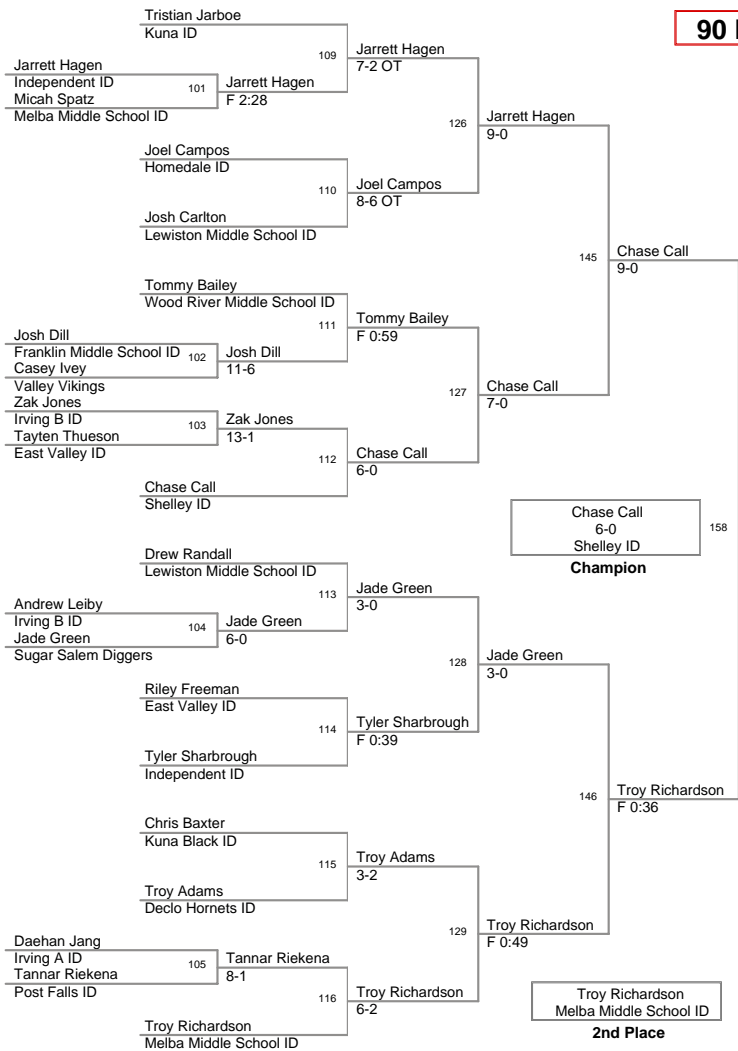 Tristian Jarboe
Kuna ID
90
109
Jarrett Hagen
7-2 OT
Jarrett Hagen
Independent ID
101
Jarrett Hagen
F 2:28
Micah Spatz
Melba Middle School ID
126
Jarrett Hagen
9-0
Joel Campos
Homedale ID
110
Joel Campos
8-6 OT
Josh Carlton
Lewiston Middle School ID
145
Chase Call
9-0
Tommy Bailey
Wood River Middle School ID
111
Tommy Bailey
F 0:59
Josh Dill
Franklin Middle School ID
102
Josh Dill
11-6
Casey Ivey
Valley Vikings
127
Chase Call
7-0
Zak Jones
Irving B ID
103
Zak Jones
13-1
Tayten Thueson
East Valley ID
112
Chase Call
6-0
Chase Call
Shelley ID
Chase Call
6-0
Shelley ID
158
Champion
Drew Randall
Lewiston Middle School ID
113
Jade Green
3-0
Andrew Leiby
Irving B ID
104
Jade Green
6-0
Jade Green
Sugar Salem Diggers
128
Jade Green
3-0
Riley Freeman
East Valley ID
114
Tyler Sharbrough
F 0:39
Tyler Sharbrough
Independent ID
146
Troy Richardson
F 0:36
Chris Baxter
Kuna Black ID
115
Troy Adams
3-2
Troy Adams
Declo Hornets ID
129
Troy Richardson
F 0:49
Daehan Jang
Irving A ID
105
Tannar Riekena
8-1
Tannar Riekena
Post Falls ID
116
Troy Richardson
6-2
Troy Richardson
Melba Middle School ID
Troy Richardson
Melba Middle School ID
2nd Place